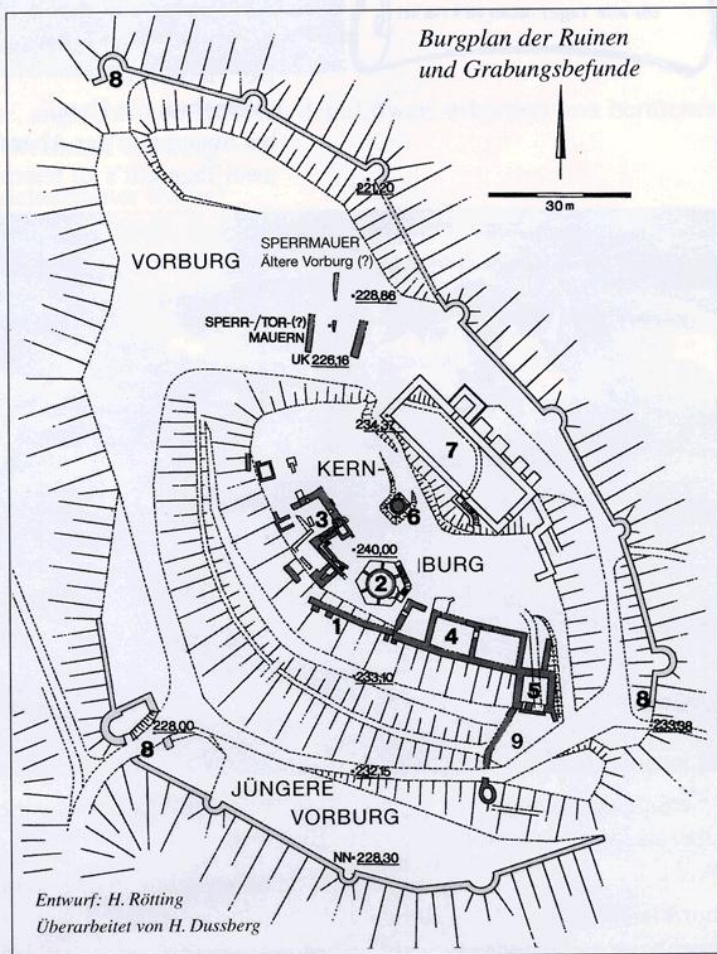 Burgplan der Ruinen
und Grabungsbefunde
30 m
8
221,20
SPERRMAUER
Ältere Vorburg (?)
VORBURG
228,86
SPERR-/TOR-(?)
MAUERN
UK 226,16
234,37
7
KERN-
6
3
240,00
BURG
2
1
4
233,10
5
8
9
228,00
8
233,98
232,15
JÜNGERE
VORBURG
NN 228,30
Entwurf: H. Rötting
Überarbeitet von H. Dussberg